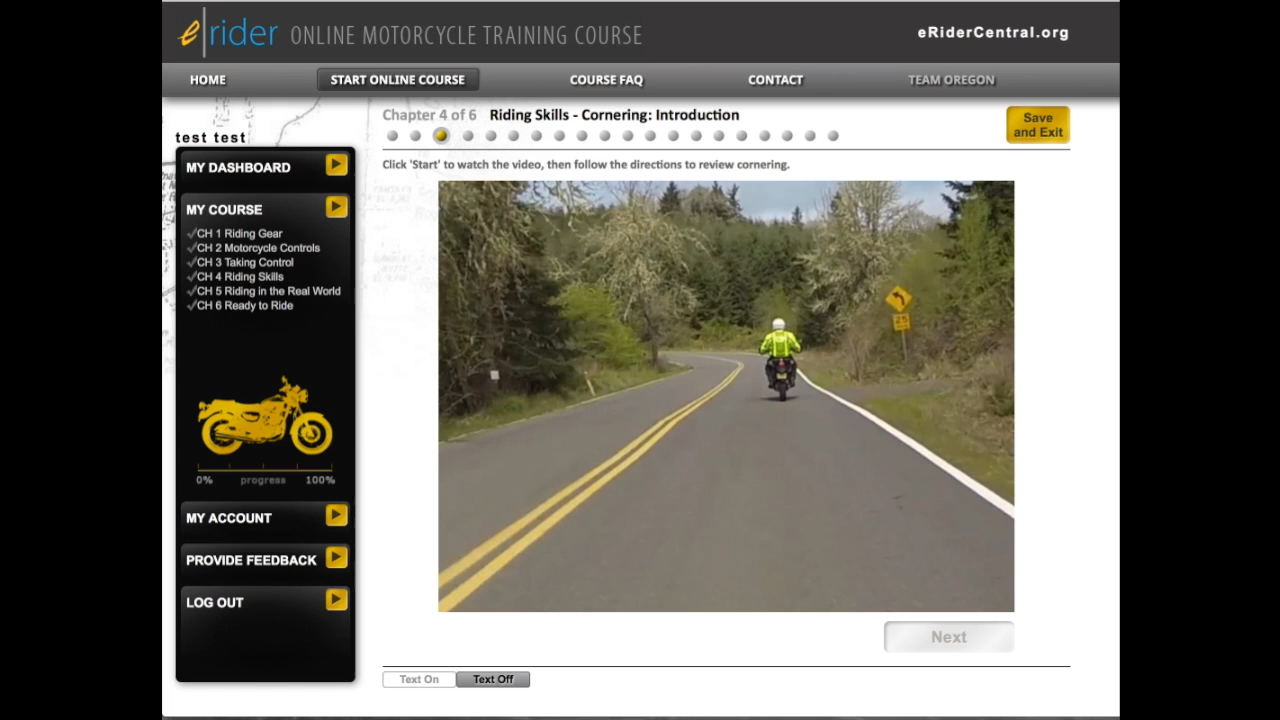 e|rider ONLINE MOTORCYCLE TRAINING COURSE
eRiderCentral.org
HOME START ONLINE COURSE COURSE FAQ CONTACT TEAM OREGON
Chapter 4 of 6 Riding Skills - Cornering: Introduction
Save
and Exit
test test
Click 'Start' to watch the video, then follow the directions to review cornering.
MY DASHBOARD
MY COURSE
✓CH 1 Riding Gear
✓CH 2 Motorcycle Controls
✓CH 3 Taking Control
✓CH 4 Riding Skills
✓CH 5 Riding in the Real World
✓CH 6 Ready to Ride
0% progress 100%
MY ACCOUNT
PROVIDE FEEDBACK
LOG OUT
25
Next
Text On Text Off